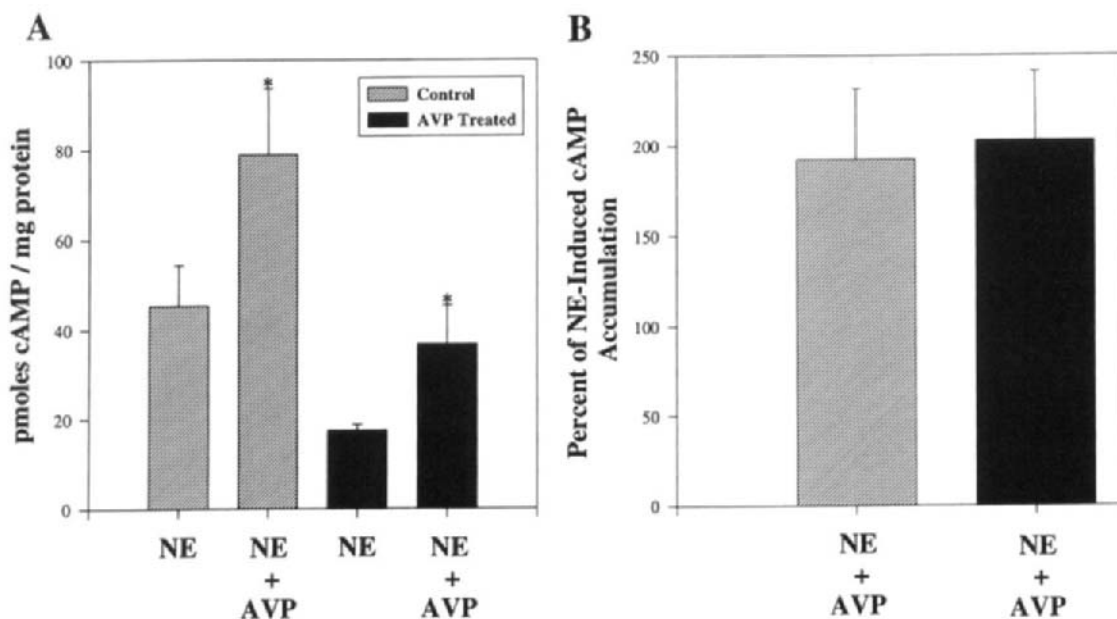 A
pmoles cAMP / mg protein
100
80
60
40
20
0
*
*
Control
AVP Treated
NE
NE
+
AVP
NE
NE
+
AVP
B
Percent of NE-Induced cAMP
Accumulation
250
200
150
100
50
0
NE
+
AVP
NE
+
AVP